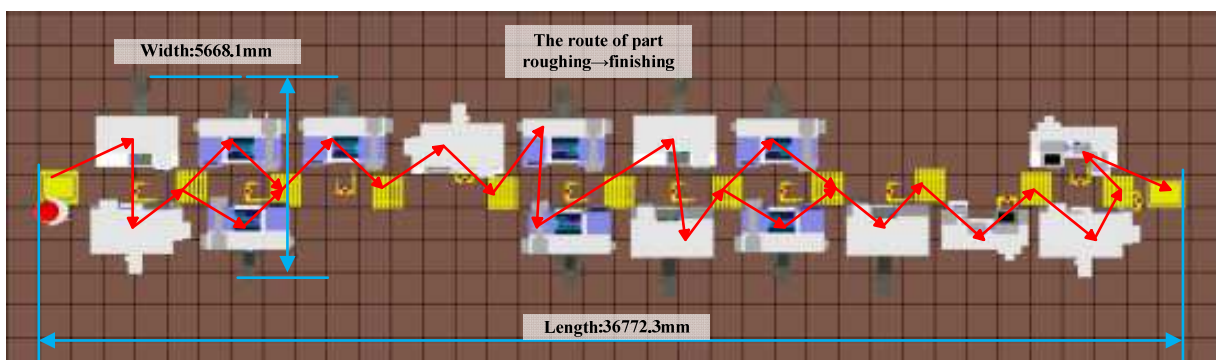 Width:5668.1mm
The route of part
roughing→finishing
Length:36772.3mm